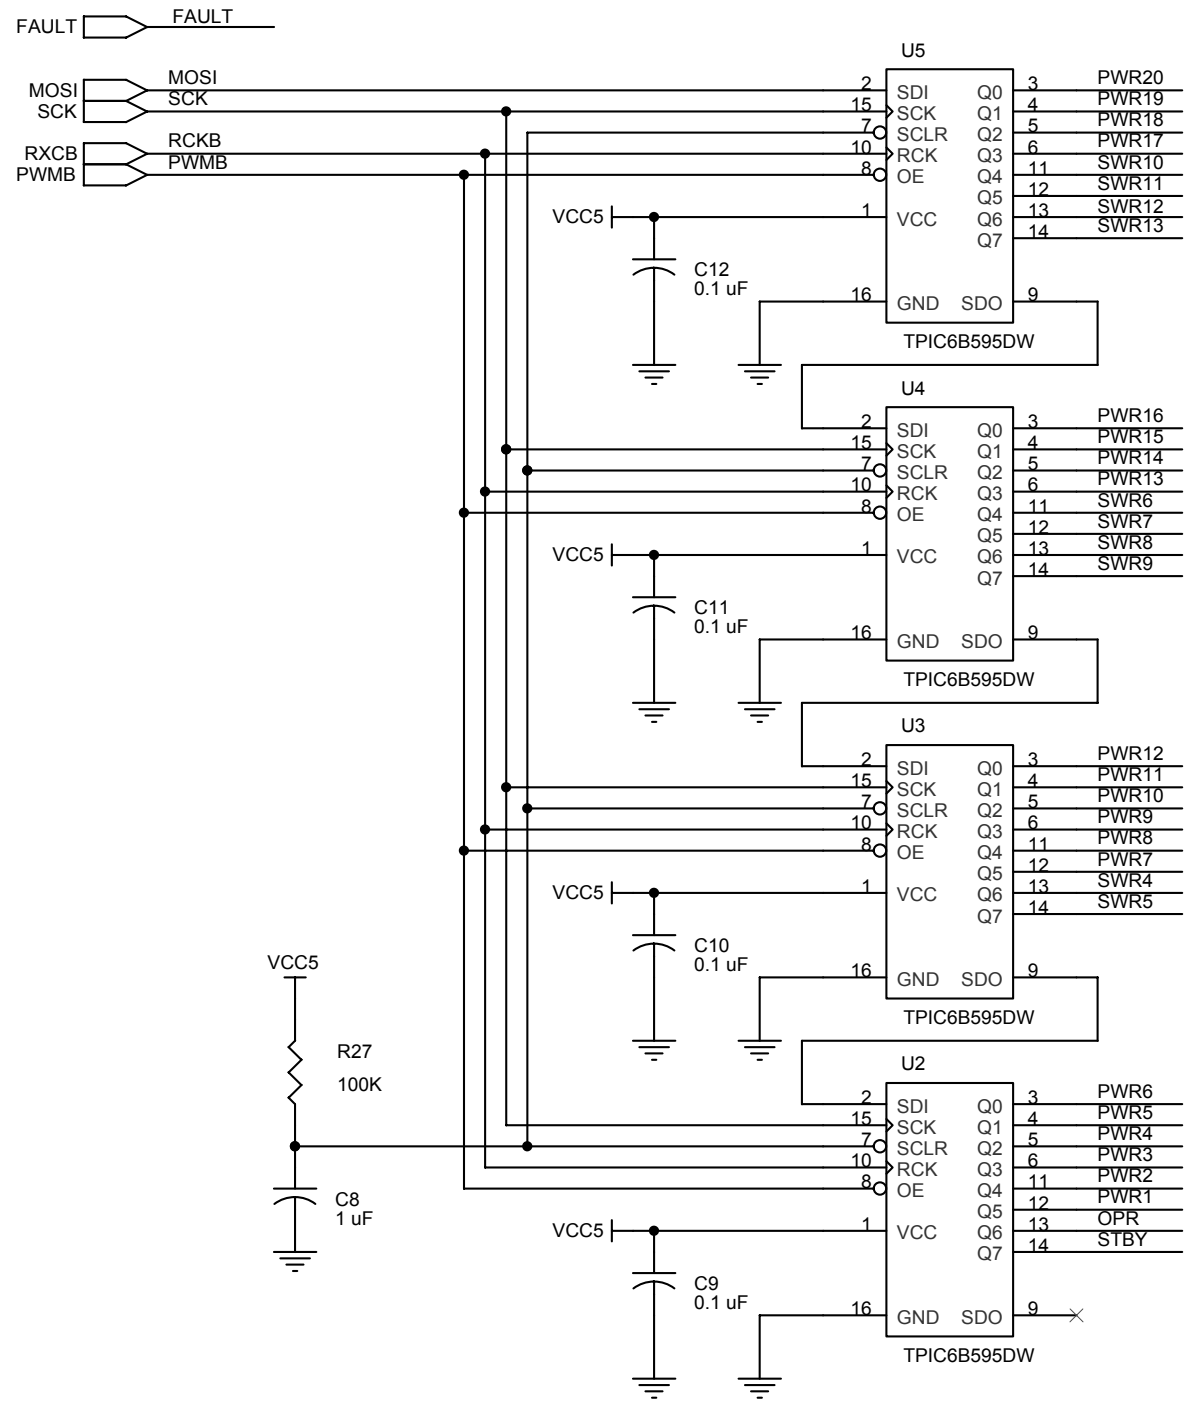 FAULT FAULT
MOSI MOSI
SCK SCK
RXCB RCKB
PWMB PWMB
U5
2 SDI Q0 3 PWR20
15 SCK Q1 4 PWR19
7 SCLR Q2 5 PWR18
10 RCK Q3 6 PWR17
8 OE Q4 11 SWR10
Q5 12 SWR11
VCC5 1 VCC Q6 13 SWR12
Q7 14 SWR13
C12
0.1 uF
16 GND SDO 9
TPIC6B595DW
U4
2 SDI Q0 3 PWR16
15 SCK Q1 4 PWR15
7 SCLR Q2 5 PWR14
10 RCK Q3 6 PWR13
8 OE Q4 11 SWR6
Q5 12 SWR7
VCC5 1 VCC Q6 13 SWR8
Q7 14 SWR9
C11
0.1 uF
16 GND SDO 9
TPIC6B595DW
U3
2 SDI Q0 3 PWR12
15 SCK Q1 4 PWR11
7 SCLR Q2 5 PWR10
10 RCK Q3 6 PWR9
8 OE Q4 11 PWR8
Q5 12 PWR7
VCC5 1 VCC Q6 13 SWR4
Q7 14 SWR5
C10
0.1 uF
16 GND SDO 9
TPIC6B595DW
VCC5
R27
100K
C8
1 uF
U2
2 SDI Q0 3 PWR6
15 SCK Q1 4 PWR5
7 SCLR Q2 5 PWR4
10 RCK Q3 6 PWR3
8 OE Q4 11 PWR2
Q5 12 PWR1
VCC5 1 VCC Q6 13 OPR
Q7 14 STBY
C9
0.1 uF
16 GND SDO 9
TPIC6B595DW